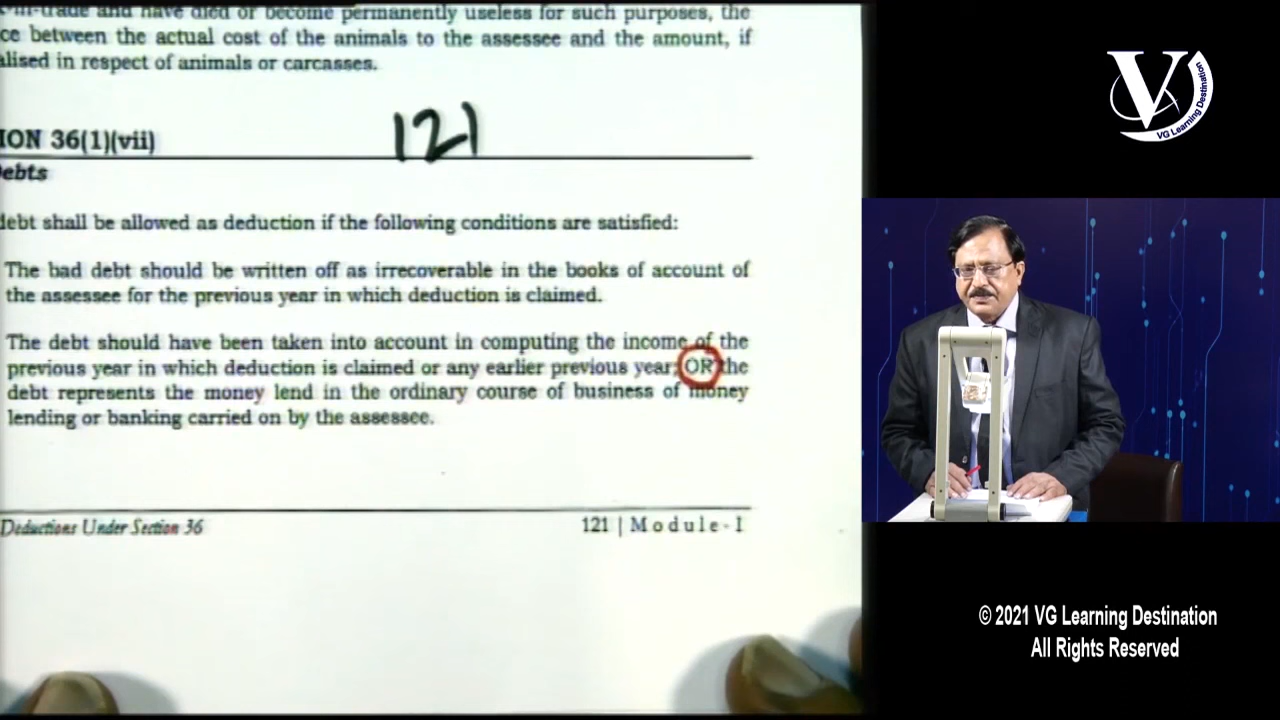 in-trade and have died or become permanently useless for such purposes, the
ce between the actual cost of the animals to the assessee and the amount, if
alised in respect of animals or carcasses.
121
ION 36(1)(vii)
ebts
debt shall be allowed as deduction if the following conditions are satisfied:
The bad debt should be written off as irrecoverable in the books of account of
the assessee for the previous year in which deduction is claimed.
The debt should have been taken into account in computing the income of the
previous year in which deduction is claimed or any earlier previous year; OR the
debt represents the money lend in the ordinary course of business of money
lending or banking carried on by the assessee.
Deductions Under Section 36
121 | Module-I
V
VG Learning Destination
© 2021 VG Learning Destination
All Rights Reserved